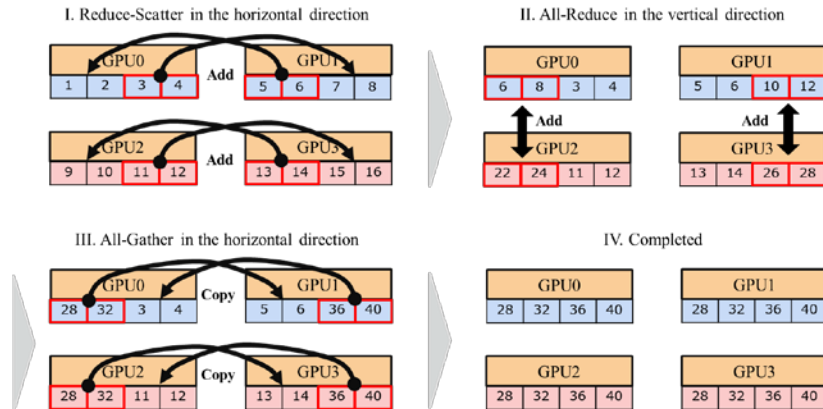 I. Reduce-Scatter in the horizontal direction
GPU0 GPU1
1 2 3 4 Add 5 6 7 8
GPU2 GPU3
9 10 11 12 Add 13 14 15 16
II. All-Reduce in the vertical direction
GPU0 GPU1
6 8 3 4 5 6 10 12
Add Add
GPU2 GPU3
22 24 11 12 13 14 26 28
III. All-Gather in the horizontal direction
GPU0 GPU1
28 32 3 4 Copy 5 6 36 40
GPU2 GPU3
28 32 11 12 Copy 13 14 36 40
IV. Completed
GPU0 GPU1
28 32 36 40 28 32 36 40
GPU2 GPU3
28 32 36 40 28 32 36 40